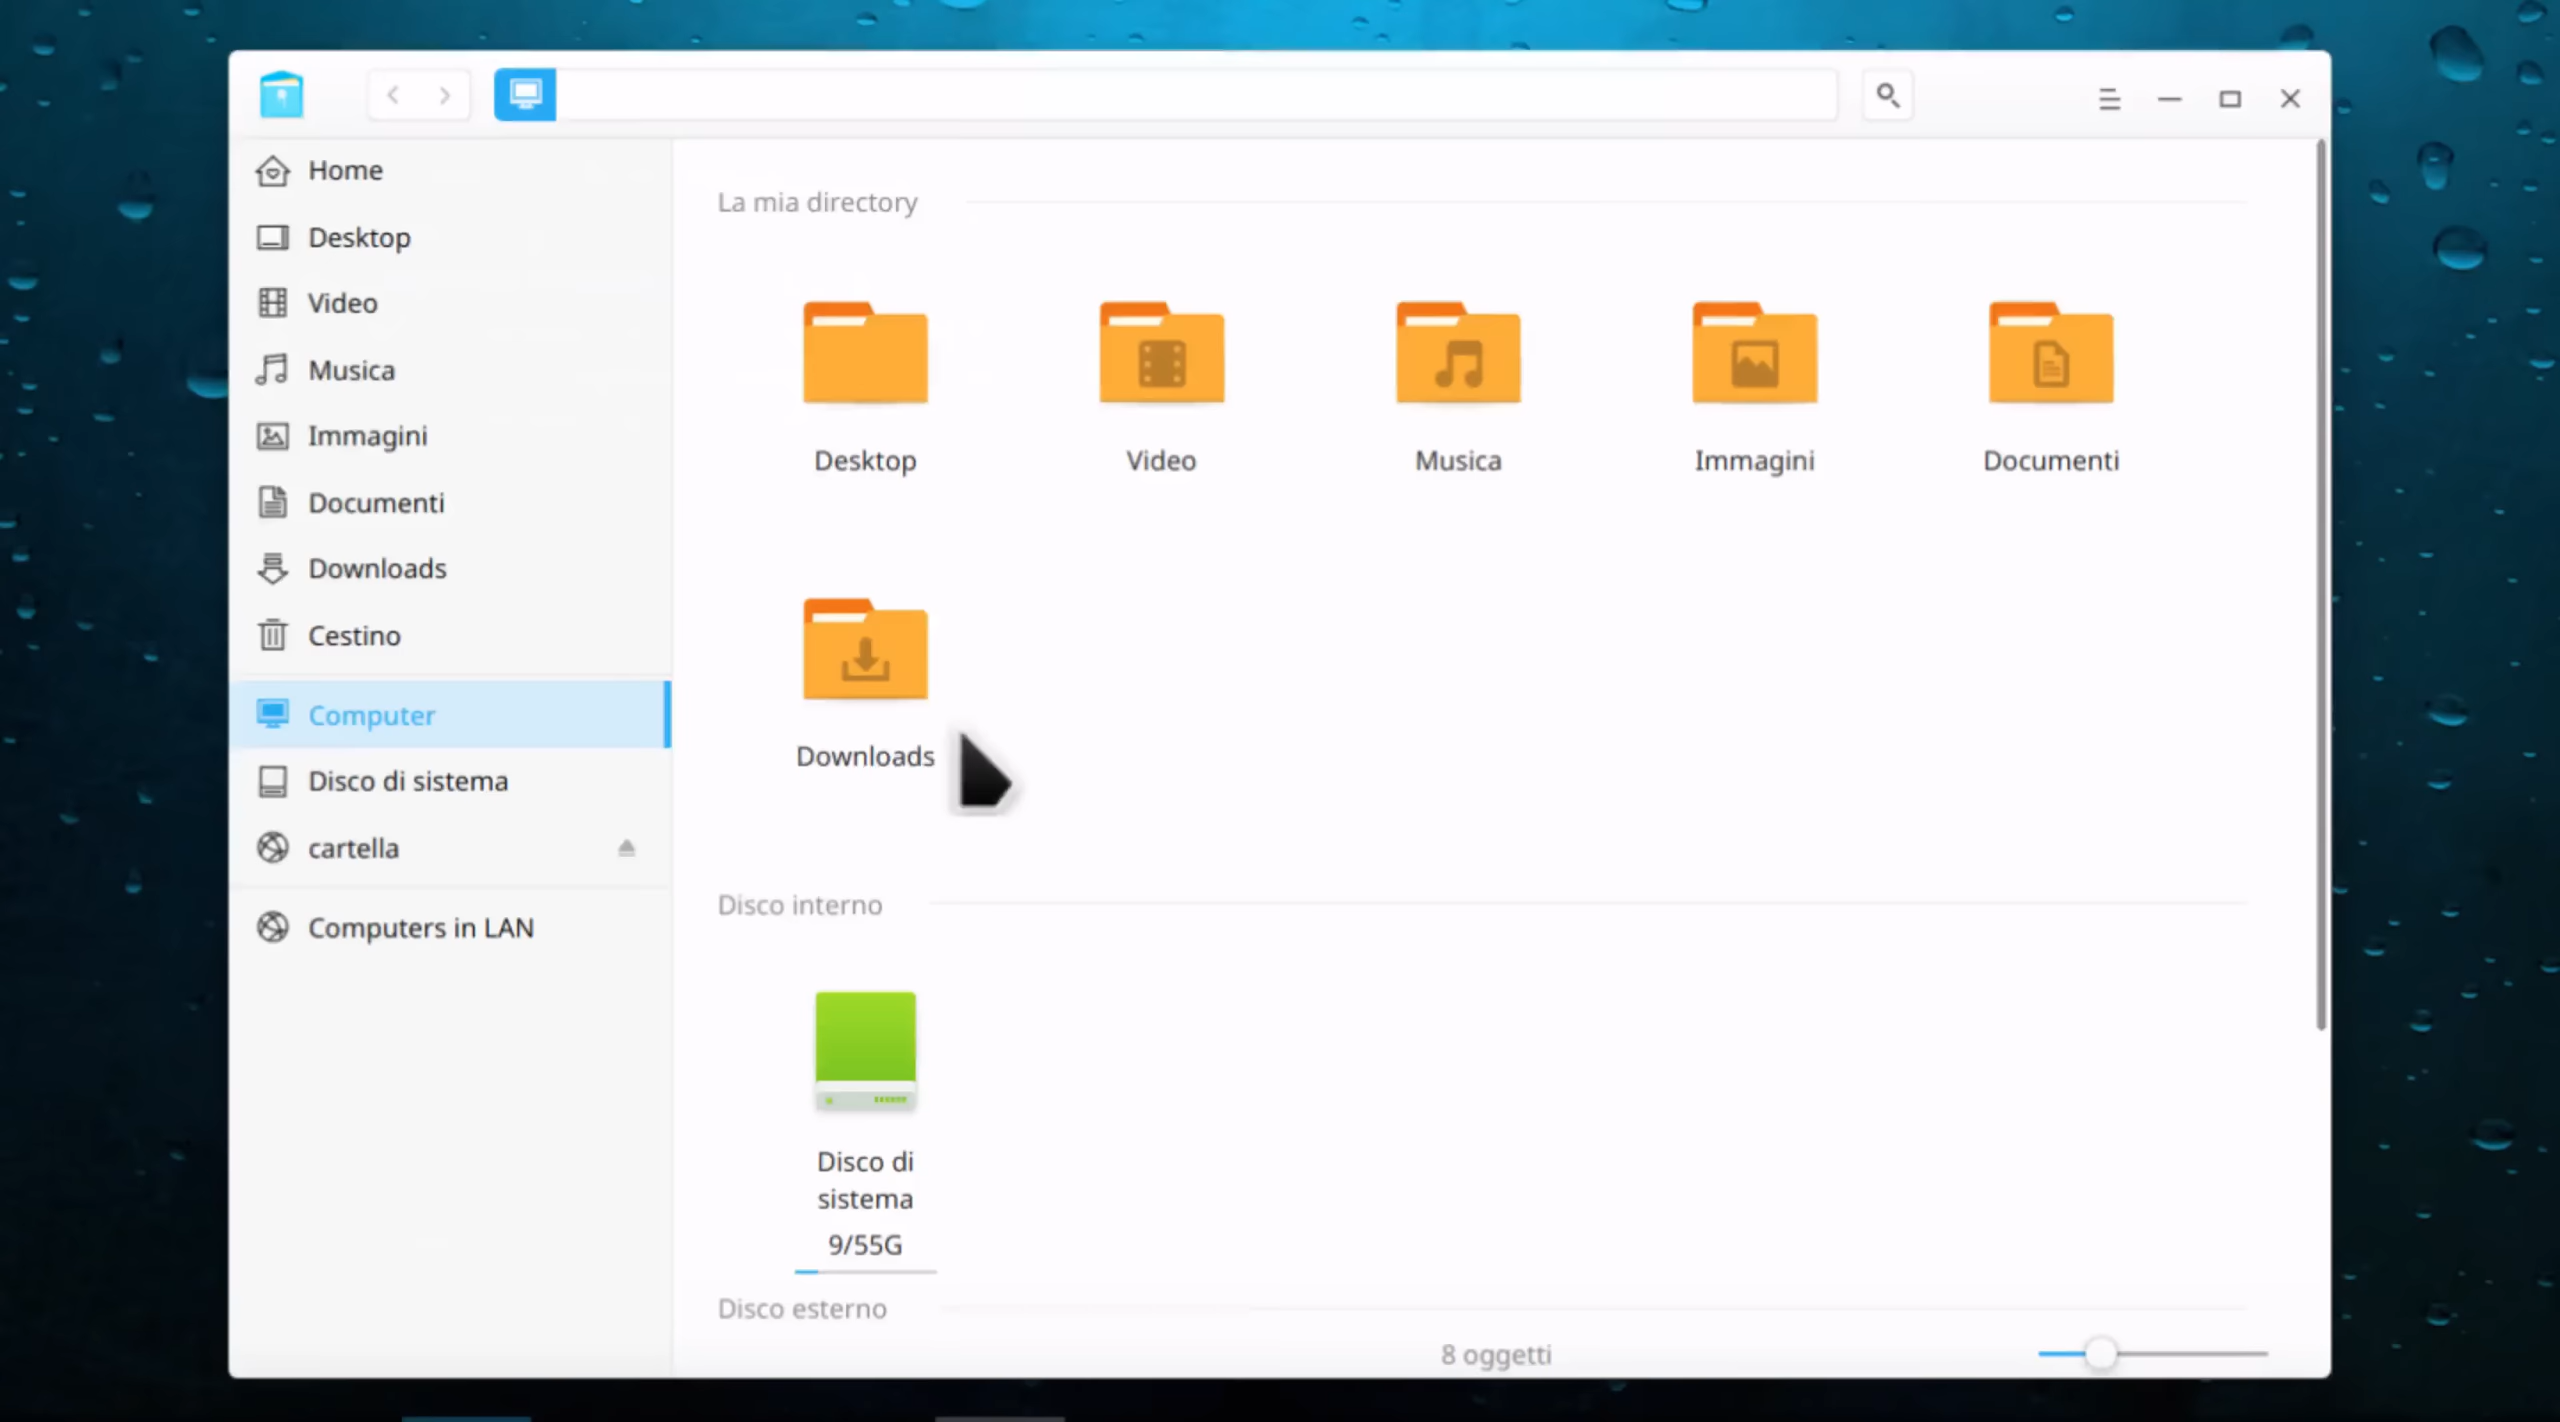 Home
Desktop
Video
Musica
Immagini
Documenti
Downloads
Cestino
Computer
Disco di sistema
cartella
Computers in LAN
La mia directory
Desktop
Video
Musica
Immagini
Documenti
Downloads
Disco interno
Disco di
sistema
9/55G
Disco esterno
8 oggetti